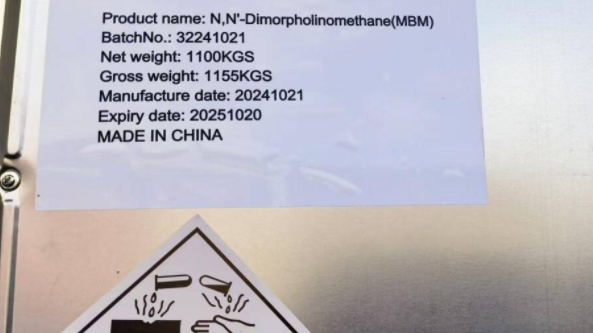 Product name: N,N'-Dimorpholinomethane(MBM)
BatchNo.: 32241021
Net weight: 1100KGS
Gross weight: 1155KGS
Manufacture date: 20241021
Expiry date: 20251020
MADE IN CHINA